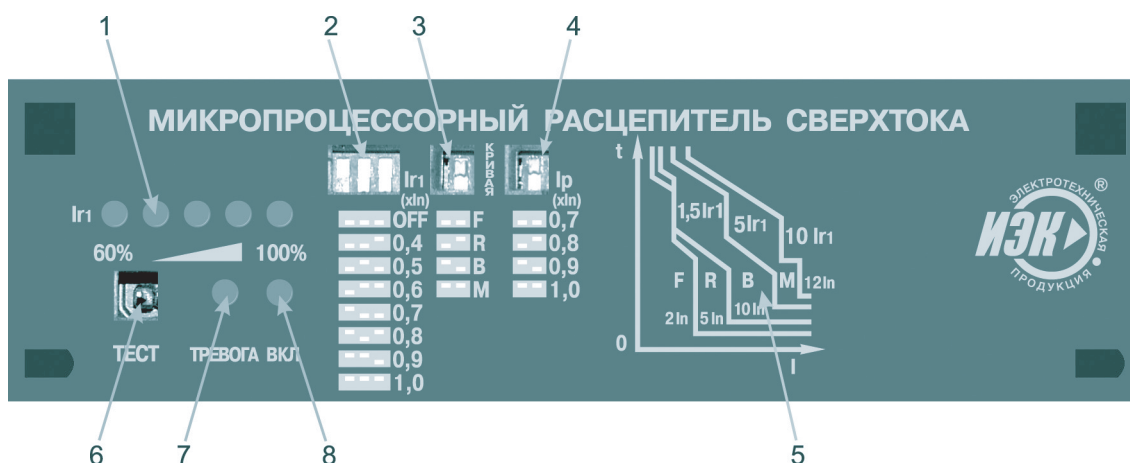 1 2 3 4
МИКРОПРОЦЕССОРНЫЙ РАСЦЕПИТЕЛЬ СВЕРХТОКА
Ir1
60% 100%
ТЕСТ
ТРЕВОГА ВКЛ
Ir1
(xIn)
OFF
0,4
0,5
0,6
0,7
0,8
0,9
1,0
КРИВАЯ
F
R
B
M
Ip
(xIn)
0,7
0,8
0,9
1,0
t
1,5Ir1
5Ir1
10 Ir1
F R B M 12In
2In 5In 10In
0
I
ЭЛЕКТРОТЕХНИЧЕСКАЯ ®
ИЭК
ПРОДУКЦИЯ
6 7 8 5